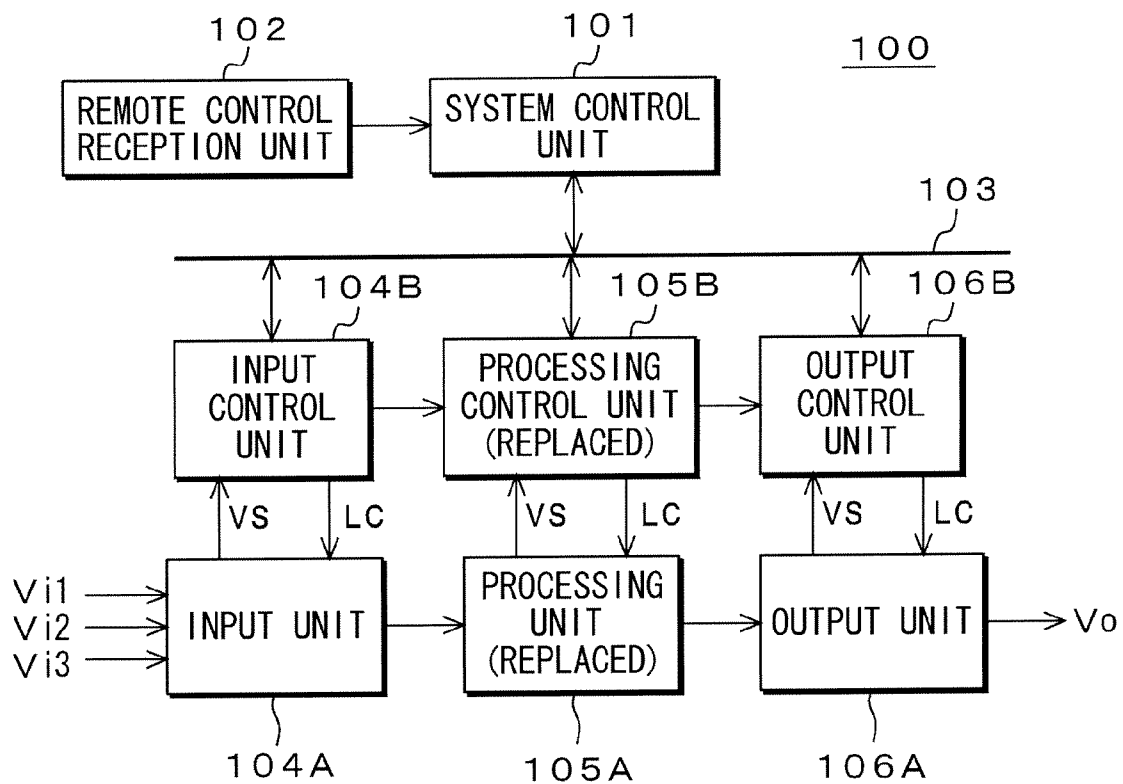 102
101
100
REMOTE CONTROL
RECEPTION UNIT
SYSTEM CONTROL
UNIT
103
104B
105B
106B
INPUT
CONTROL
UNIT
PROCESSING
CONTROL UNIT
(REPLACED)
OUTPUT
CONTROL
UNIT
VS
LC
VS
LC
VS
LC
Vi1
Vi2
Vi3
INPUT UNIT
PROCESSING
UNIT
(REPLACED)
OUTPUT UNIT
Vo
104A
105A
106A